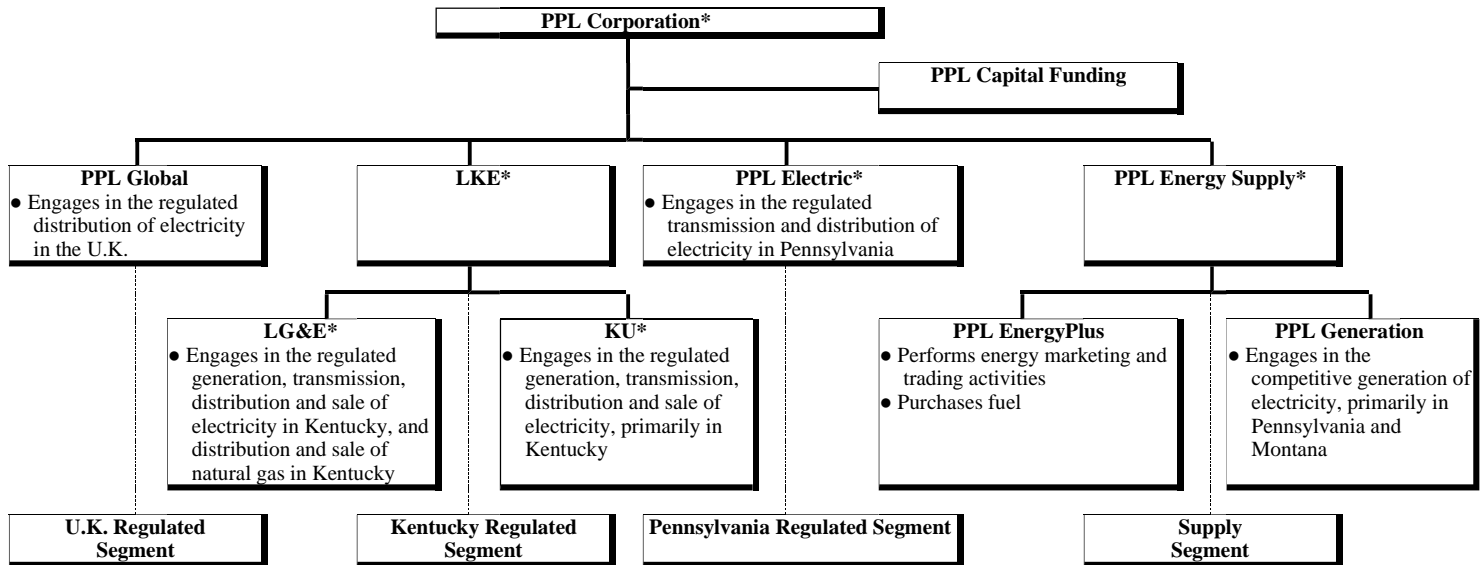 PPL Corporation*
PPL Capital Funding
PPL Global
● Engages in the regulated
distribution of electricity
in the U.K.
LKE*
PPL Electric*
● Engages in the regulated
transmission and distribution of
electricity in Pennsylvania
PPL Energy Supply*
LG&E*
● Engages in the regulated
generation, transmission,
distribution and sale of
electricity in Kentucky, and
distribution and sale of
natural gas in Kentucky
KU*
● Engages in the regulated
generation, transmission,
distribution and sale of
electricity, primarily in
Kentucky
PPL EnergyPlus
● Performs energy marketing and
trading activities
● Purchases fuel
PPL Generation
● Engages in the
competitive generation of
electricity, primarily in
Pennsylvania and
Montana
U.K. Regulated
Segment
Kentucky Regulated
Segment
Pennsylvania Regulated Segment
Supply
Segment